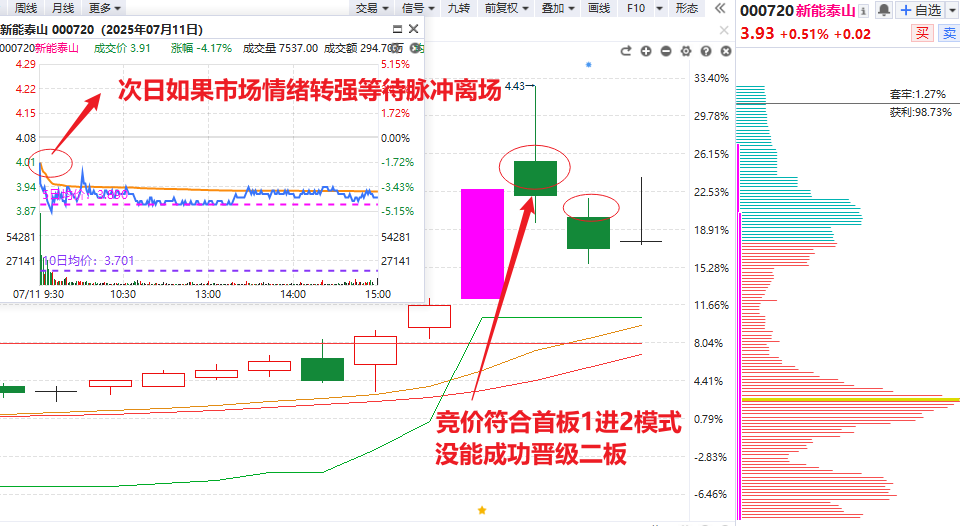 周线 月线 更多 交易 信号 九转 前复权 叠加 画线 F10 形态
000720 新能泰山 自选
3.93 +0.51% +0.02 买 卖
新能泰山 000720 (2025年07月11日)
000720 新能泰山 成交价 3.91 涨幅 -4.17% 成交量 7537.00 成交额 294.70万
4.29 5.15%
4.22
4.15 1.72%
4.08 0.00%
4.01 -1.72%
3.94 -3.43%
3.87 -5.15%
54281 54281
27141 27141
10日均价: 3.701
07/11 9:30 10:30 13:00 14:00 15:00
次日如果市场情绪转强等待脉冲离场
4.43
33.40%
29.78%
26.15%
22.53%
18.91%
15.28%
11.66%
8.04%
4.41%
0.79%
-2.83%
-6.46%
套牢:1.27%
获利:98.73%
竞价符合首板1进2模式
没能成功晋级二板